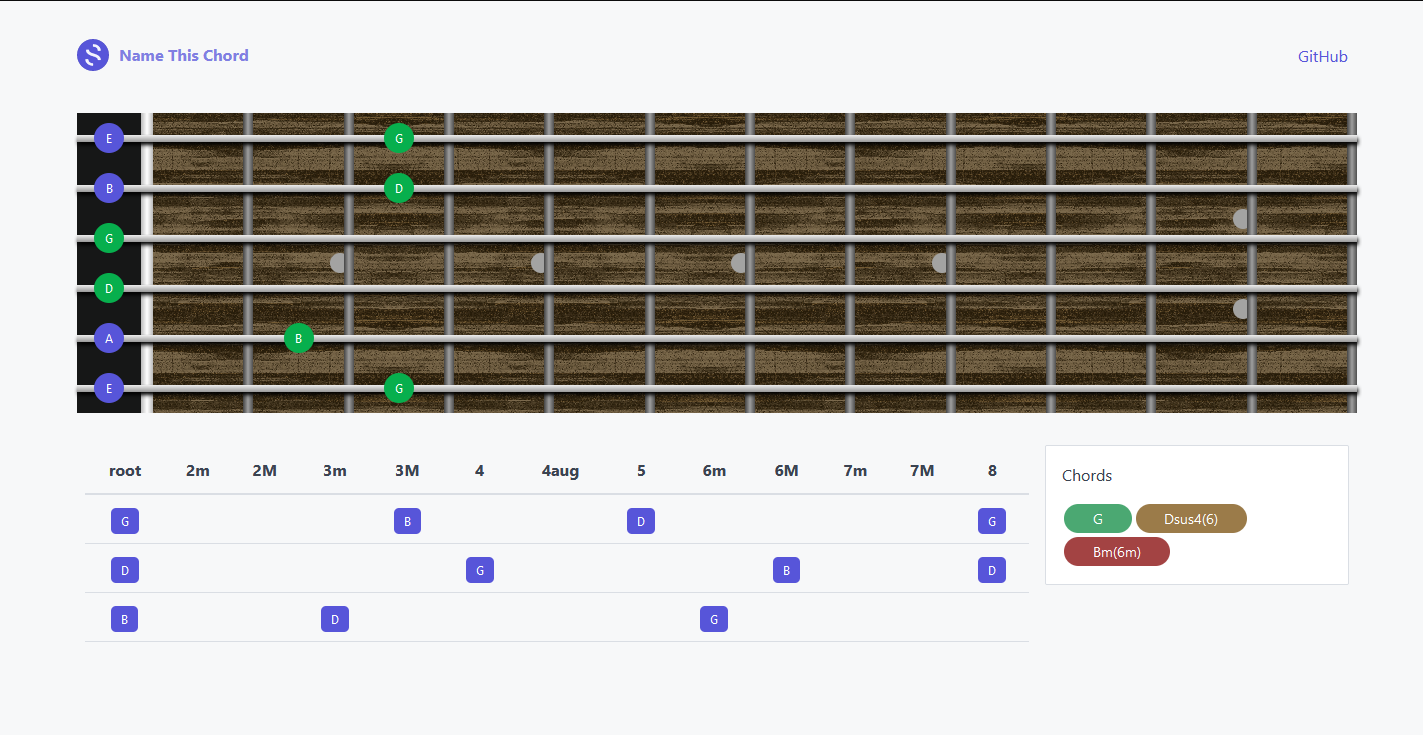 Name This Chord
GitHub
E G
B D
G
D
A B
E G
root 2m 2M 3m 3M 4 4aug 5 6m 6M 7m 7M 8
G B D G
D G B D
B D G
Chords
G Dsus4(6)
Bm(6m)